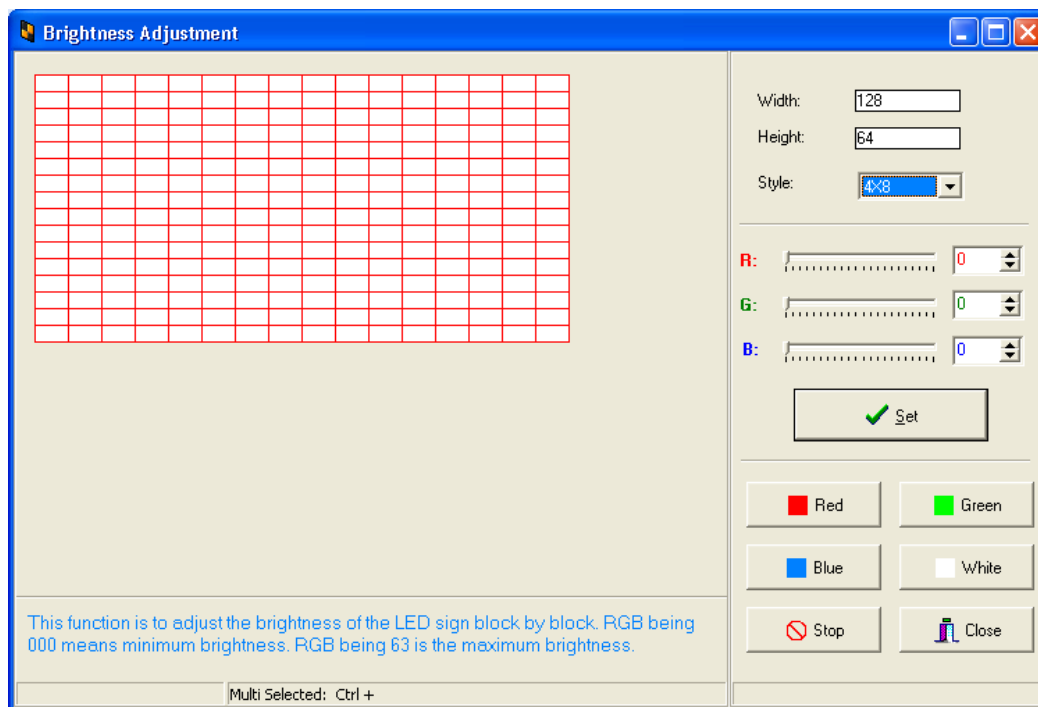 Brightness Adjustment
Width: 128
Height: 64
Style: 4X8
R: 0
G: 0
B: 0
Set
Red Green
Blue White
Stop Close
This function is to adjust the brightness of the LED sign block by block. RGB being
000 means minimum brightness. RGB being 63 is the maximum brightness.
Multi Selected: Ctrl +